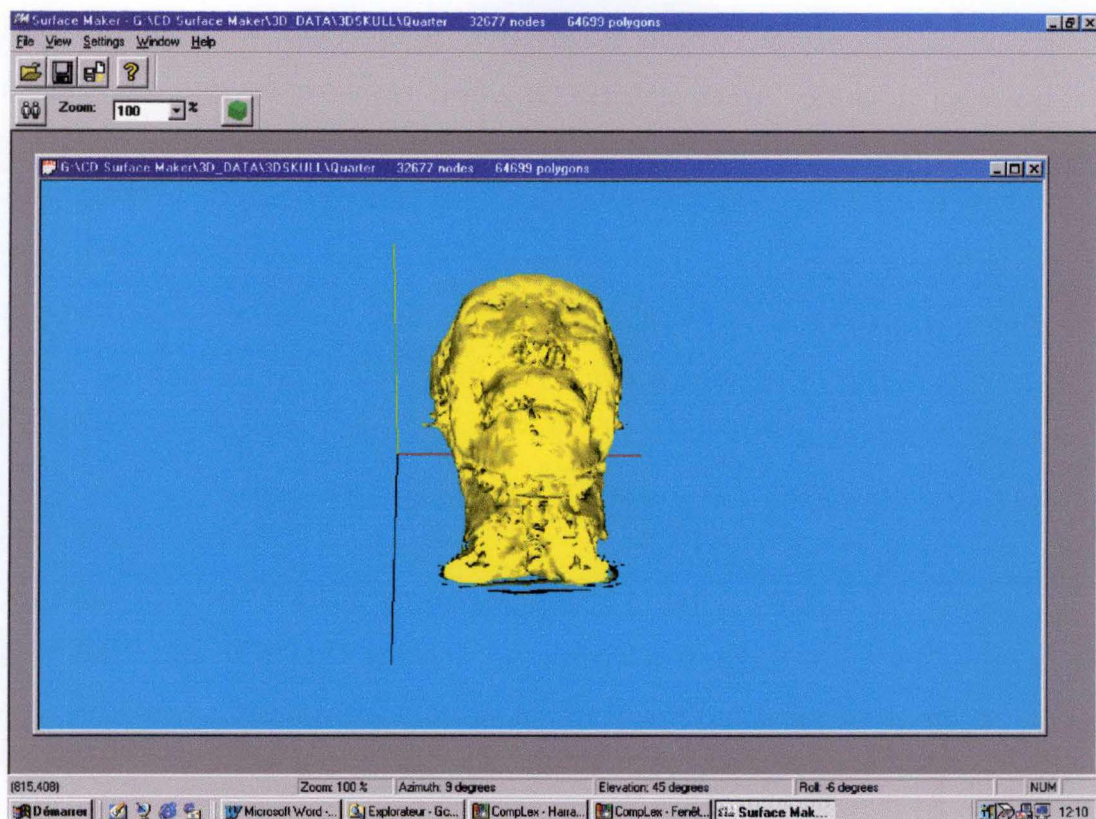 Surface Maker - G:\CD Surface Maker\3D_DATA\3DSKULL\Quarter 32677 nodes 64699 polygons
File View Settings Window Help
Zoom: 100 %
G:\CD Surface Maker\3D_DATA\3DSKULL\Quarter 32677 nodes 64699 polygons
(815,408) Zoom: 100 % Azimuth: 9 degrees Elevation: 45 degrees Roll: -6 degrees NUM
Démarrer Microsoft Word -... Explorateur - Gc... CompLex - Harra... CompLex - Fenêt... Surface Mak... 12:10